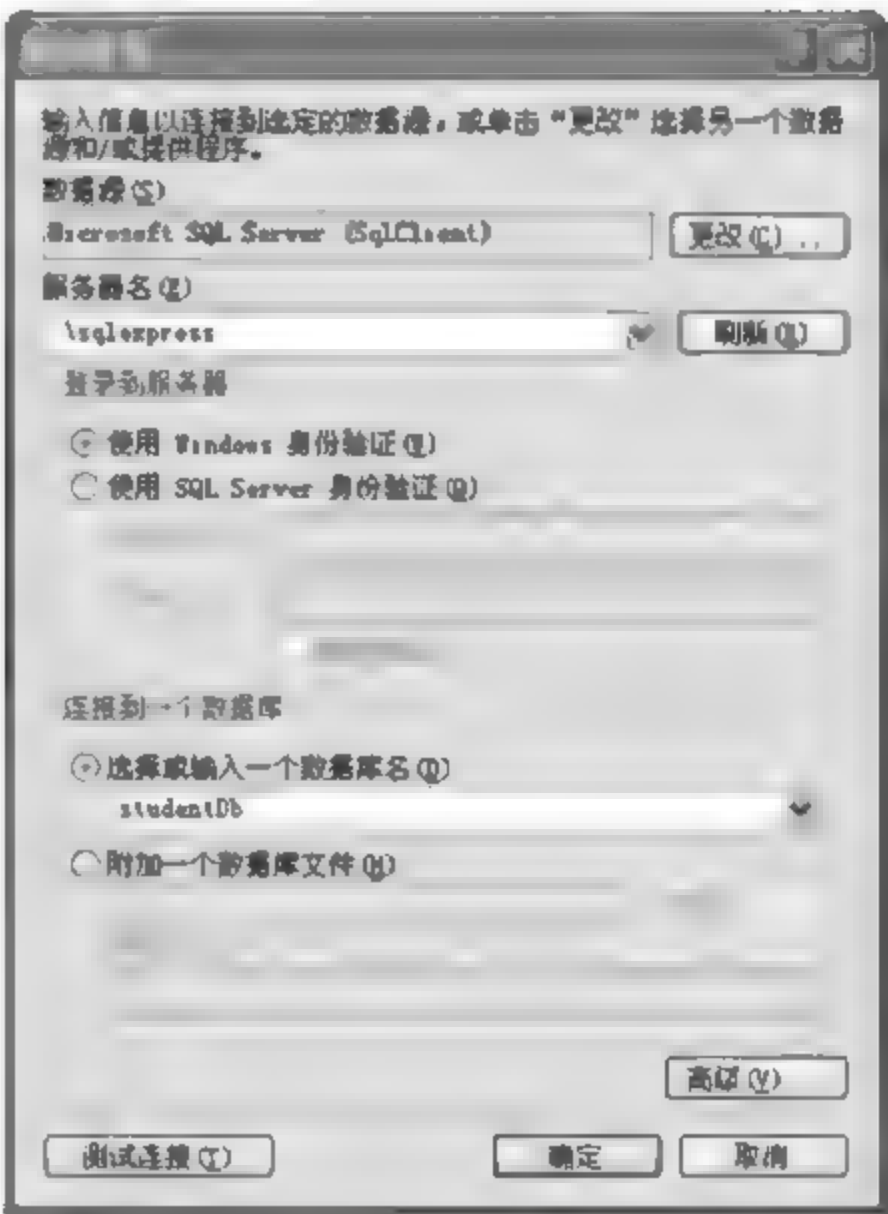 输入信息以连接到选定的数据源，或单击“更改”选择另一个数据
源和/或提供程序。
数据源(S)
Microsoft SQL Server (SqlClient)
更改(C)
服务器名(E)
\sqlexpress
刷新(R)
登录到服务器
使用 Windows 身份验证(W)
使用 SQL Server 身份验证(Q)
连接到一个数据库
选择或输入一个数据库名(D)
studentDb
附加一个数据库文件(H)
高级(V)
测试连接(T)
确定
取消